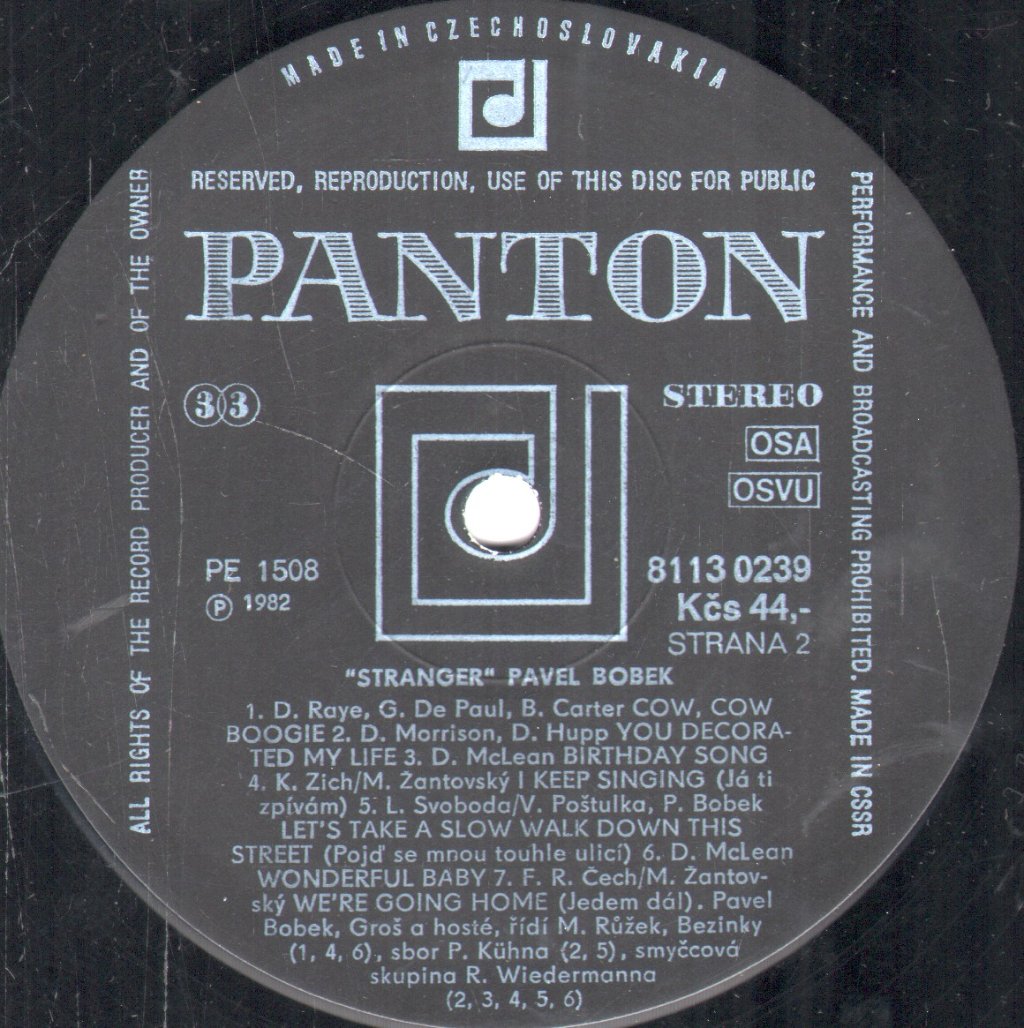 MADE IN CZECHOSLOVAKIA
RESERVED, REPRODUCTION, USE OF THIS DISC FOR PUBLIC
PERFORMANCE AND BROADCASTING PROHIBITED. MADE IN ČSSR
ALL RIGHTS OF THE RECORD PRODUCER AND OF THE OWNER
PANTON
33
STEREO
OSA
OSVU
PE 1508
8113 0239
Ⓟ 1982
Kčs 44,-
STRANA 2
"STRANGER" PAVEL BOBEK
1. D. Raye, G. De Paul, B. Carter COW, COW
BOOGIE 2. D. Morrison, D. Hupp YOU DECORA-
TED MY LIFE 3. D. McLean BIRTHDAY SONG
4. K. Zich/M. Žantovský I KEEP SINGING (Já ti
zpívám) 5. L. Svoboda/V. Poštulka, P. Bobek
LET'S TAKE A SLOW WALK DOWN THIS
STREET (Pojď se mnou touhle ulicí) 6. D. McLean
WONDERFUL BABY 7. F. R. Čech/M. Žantov-
ský WE'RE GOING HOME (Jedem dál). Pavel
Bobek, Groš a hosté, řídí M. Růžek, Bezinky
(1, 4, 6), sbor P. Kühna (2, 5), smyčcová
skupina R. Wiedermanna
(2, 3, 4, 5, 6)